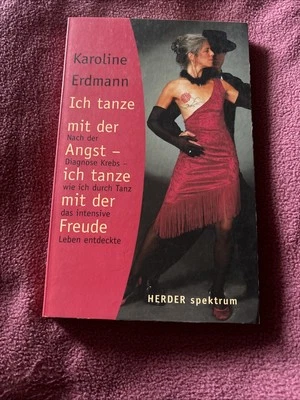 Karoline
Erdmann
Ich tanze
mit der
Nach der
Angst –
Diagnose Krebs –
ich tanze
wie ich durch Tanz
mit der
das intensive
Freude
Leben entdeckte
HERDER spektrum